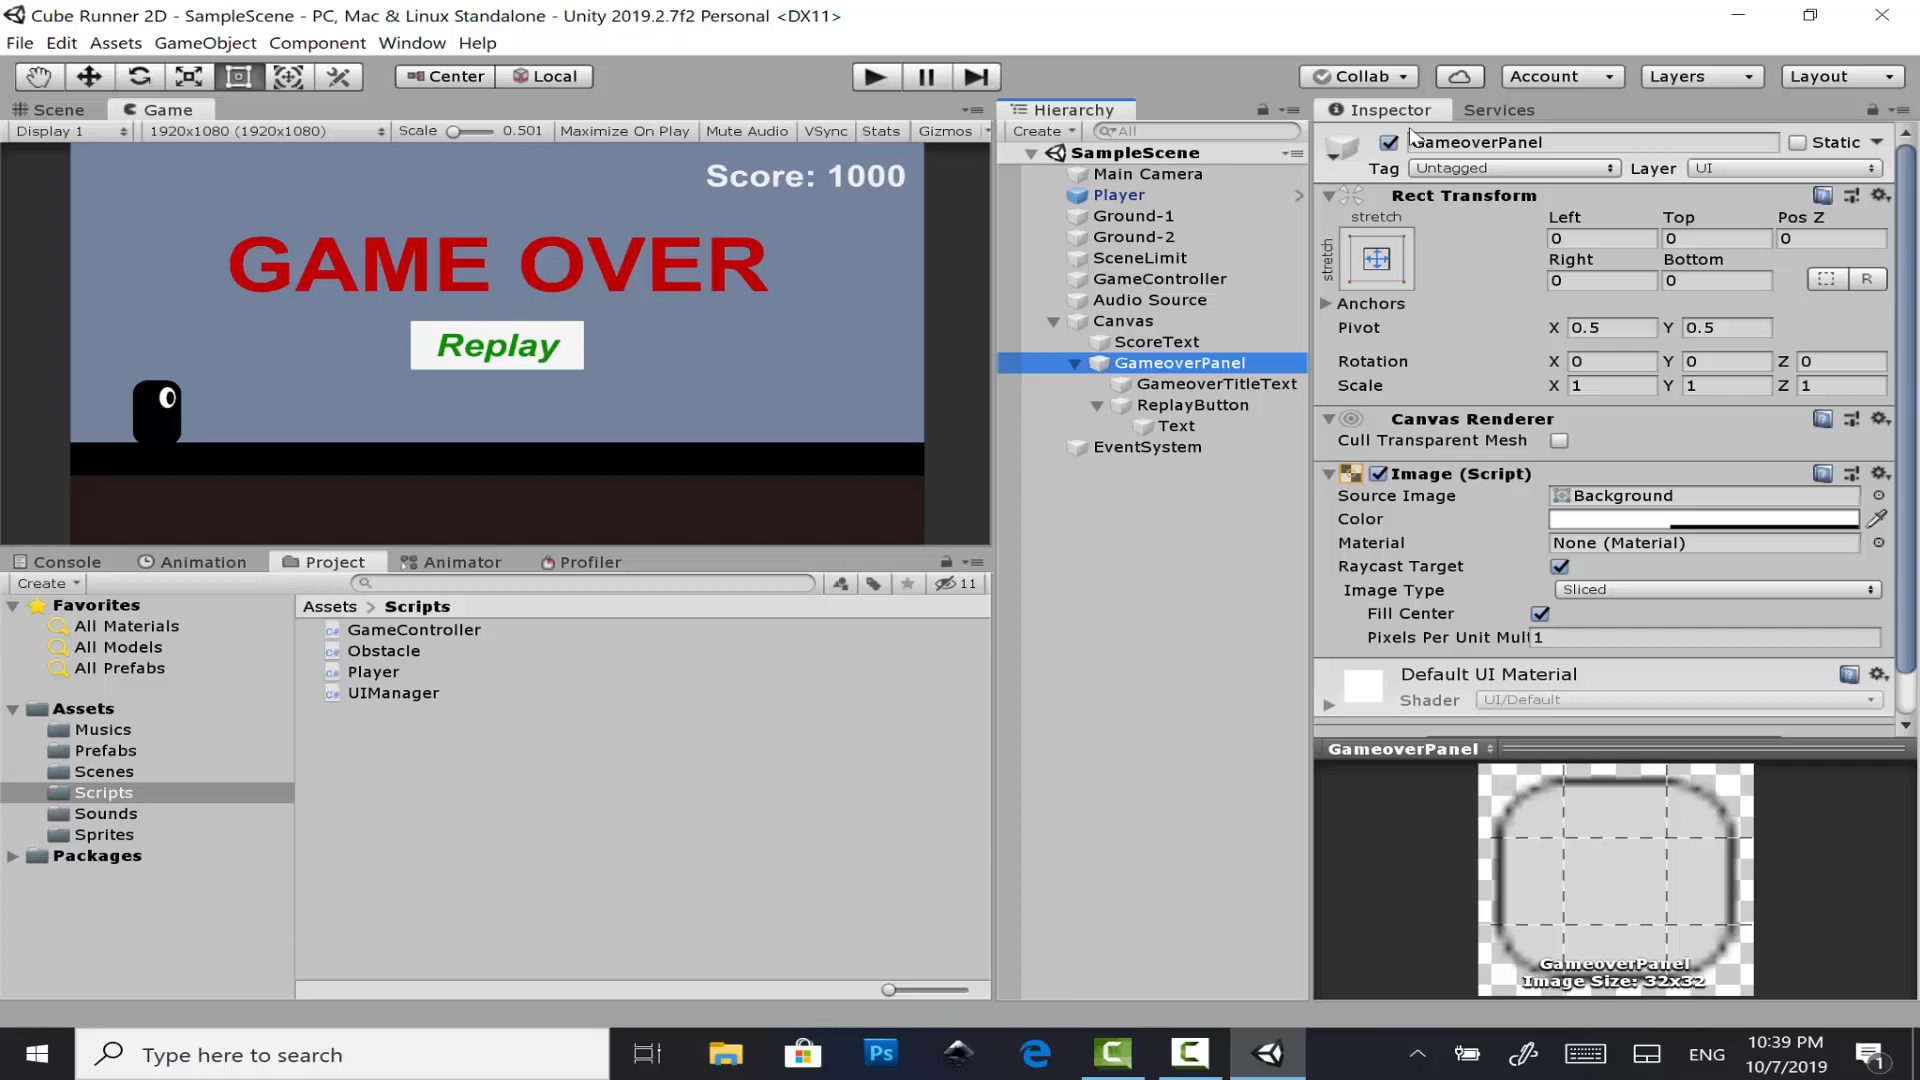 Cube Runner 2D - SampleScene - PC, Mac & Linux Standalone - Unity 2019.2.7f2 Personal <DX11>
File Edit Assets GameObject Component Window Help
Center Local Collab Account Layers Layout
Scene Game
Display 1 1920x1080 (1920x1080) Scale 0.501 Maximize On Play Mute Audio VSync Stats Gizmos
Score: 1000
GAME OVER
Replay
Hierarchy
Create All
SampleScene
Main Camera
Player
Ground-1
Ground-2
SceneLimit
GameController
Audio Source
Canvas
ScoreText
GameoverPanel
GameoverTitleText
ReplayButton
Text
EventSystem
Inspector Services
GameoverPanel Static
Tag Untagged Layer UI
Rect Transform
stretch
stretch
Left Top Pos Z
0 0 0
Right Bottom
0 0 R
Anchors
Pivot X 0.5 Y 0.5
Rotation X 0 Y 0 Z 0
Scale X 1 Y 1 Z 1
Canvas Renderer
Cull Transparent Mesh
Image (Script)
Source Image Background
Color
Material None (Material)
Raycast Target
Image Type Sliced
Fill Center
Pixels Per Unit Mult 1
Default UI Material
Shader UI/Default
GameoverPanel
GameoverPanel
Image Size: 32x32
Console Animation Project Animator Profiler
Create 11
Favorites
All Materials
All Models
All Prefabs
Assets
Musics
Prefabs
Scenes
Scripts
Sounds
Sprites
Packages
Assets > Scripts
GameController
Obstacle
Player
UIManager
Type here to search
Ps
ENG
10:39 PM
10/7/2019
1